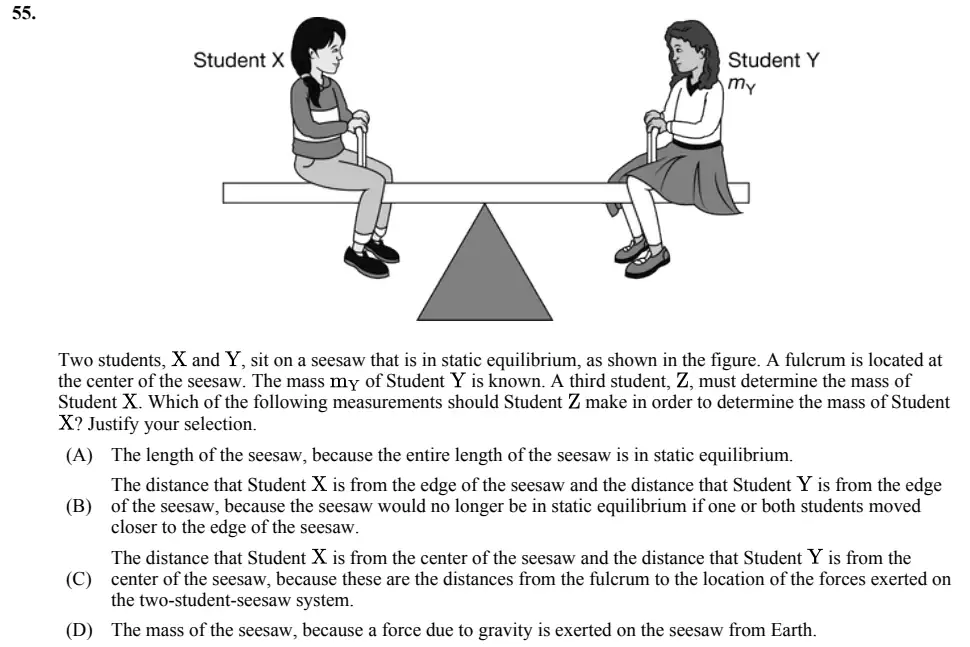 55.
Student X
Student Y
mY
Two students, X and Y, sit on a seesaw that is in static equilibrium, as shown in the figure. A fulcrum is located at
the center of the seesaw. The mass mY of Student Y is known. A third student, Z, must determine the mass of
Student X. Which of the following measurements should Student Z make in order to determine the mass of Student
X? Justify your selection.
(A) The length of the seesaw, because the entire length of the seesaw is in static equilibrium.
The distance that Student X is from the edge of the seesaw and the distance that Student Y is from the edge
(B) of the seesaw, because the seesaw would no longer be in static equilibrium if one or both students moved
closer to the edge of the seesaw.
The distance that Student X is from the center of the seesaw and the distance that Student Y is from the
(C) center of the seesaw, because these are the distances from the fulcrum to the location of the forces exerted on
the two-student-seesaw system.
(D) The mass of the seesaw, because a force due to gravity is exerted on the seesaw from Earth.